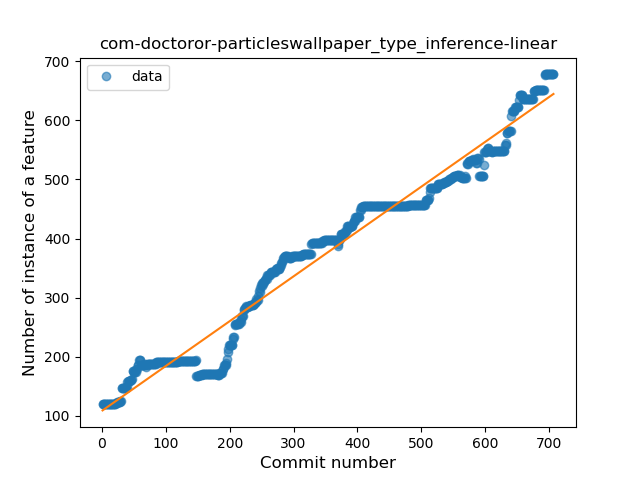 com-doctoror-particleswallpaper_type_inference-linear
data
Number of instance of a feature
700
600
500
400
300
200
100
0 100 200 300 400 500 600 700
Commit number